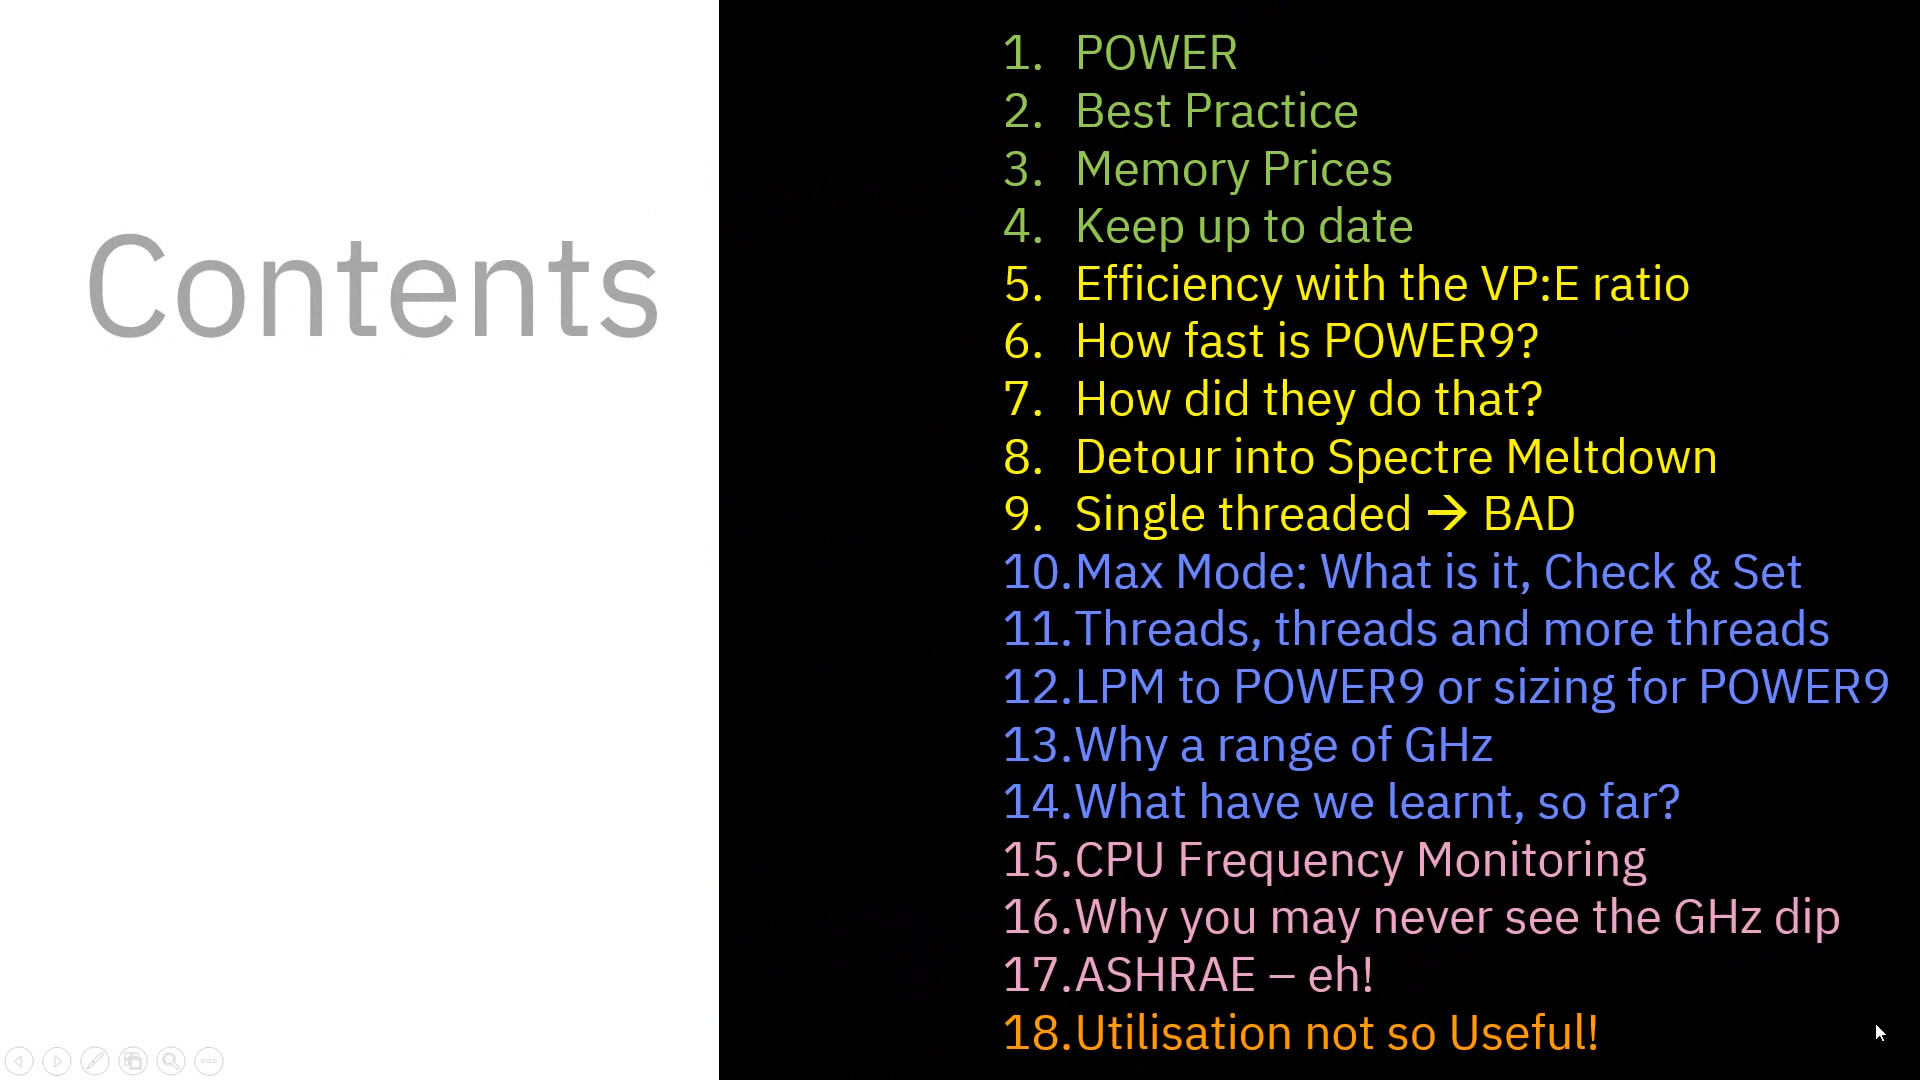 Contents
1. POWER
2. Best Practice
3. Memory Prices
4. Keep up to date
5. Efficiency with the VP:E ratio
6. How fast is POWER9?
7. How did they do that?
8. Detour into Spectre Meltdown
9. Single threaded → BAD
10.Max Mode: What is it, Check & Set
11.Threads, threads and more threads
12.LPM to POWER9 or sizing for POWER9
13.Why a range of GHz
14.What have we learnt, so far?
15.CPU Frequency Monitoring
16.Why you may never see the GHz dip
17.ASHRAE – eh!
18.Utilisation not so Useful!